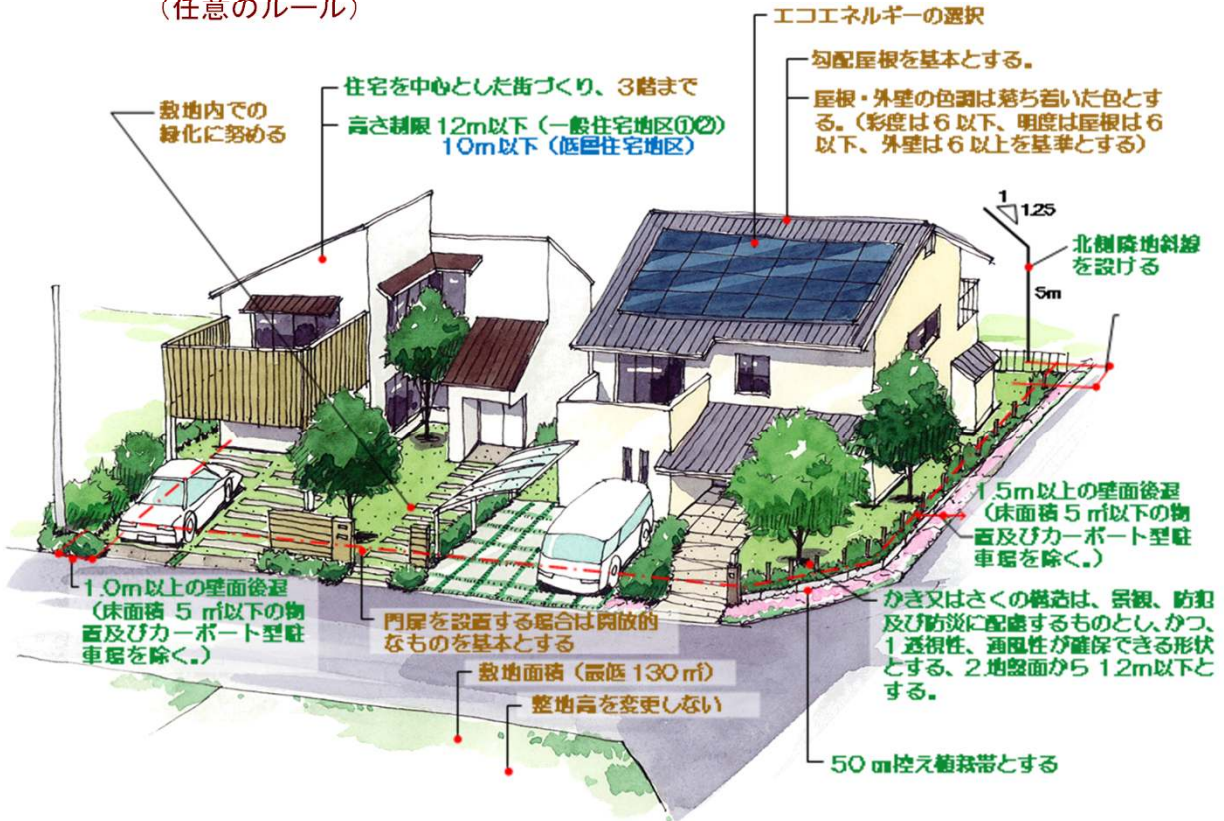 （任意のルール）
エコエネルギーの選択
勾配屋根を基本とする。
屋根・外壁の色調は落ち着いた色とす
る。（彩度は６以下、明度は屋根は６
以下、外壁は６以上を基準とする）
住宅を中心とした街づくり、３階まで
高さ制限 12m以下（一般住宅地区①②）
10m以下（低層住宅地区）
敷地内での
緑化に努める
1
1.25
北側隣地斜線
を設ける
5m
1.5m以上の壁面後退
（床面積 5 ㎡以下の物
置及びカーポート型駐
車場を除く。）
1.0m以上の壁面後退
（床面積 5 ㎡以下の物
置及びカーポート型駐
車場を除く。）
門扉を設置する場合は開放的
なものを基本とする
敷地面積（最低 130 ㎡）
整地高を変更しない
かき又はさくの構造は、景観、防犯
及び防災に配慮するものとし、かつ、
１透視性、通風性が確保できる形状
とする、２地盤面から 1.2m以下と
する。
50 ㎝控え植栽帯とする